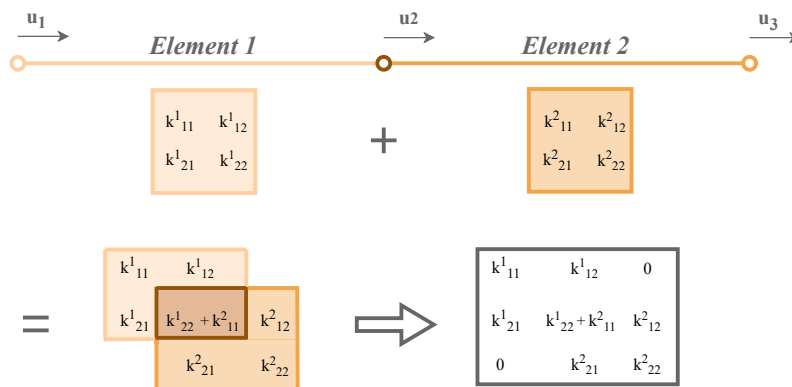 u₁ u² u₃
Element 1 Element 2
k¹₁₁ k¹₁₂ k²₁₁ k²₁₂
+
k¹₂₁ k¹₂₂ k²₂₁ k²₂₂
k¹₁₁ k¹₁₂ k¹₁₁ k¹₁₂ 0
= k¹₂₁ k¹₂₂ + k²₁₁ k²₁₂ k¹₂₁ k¹₂₂ + k²₁₁ k²₁₂
k²₂₁ k²₂₂ 0 k²₂₁ k²₂₂